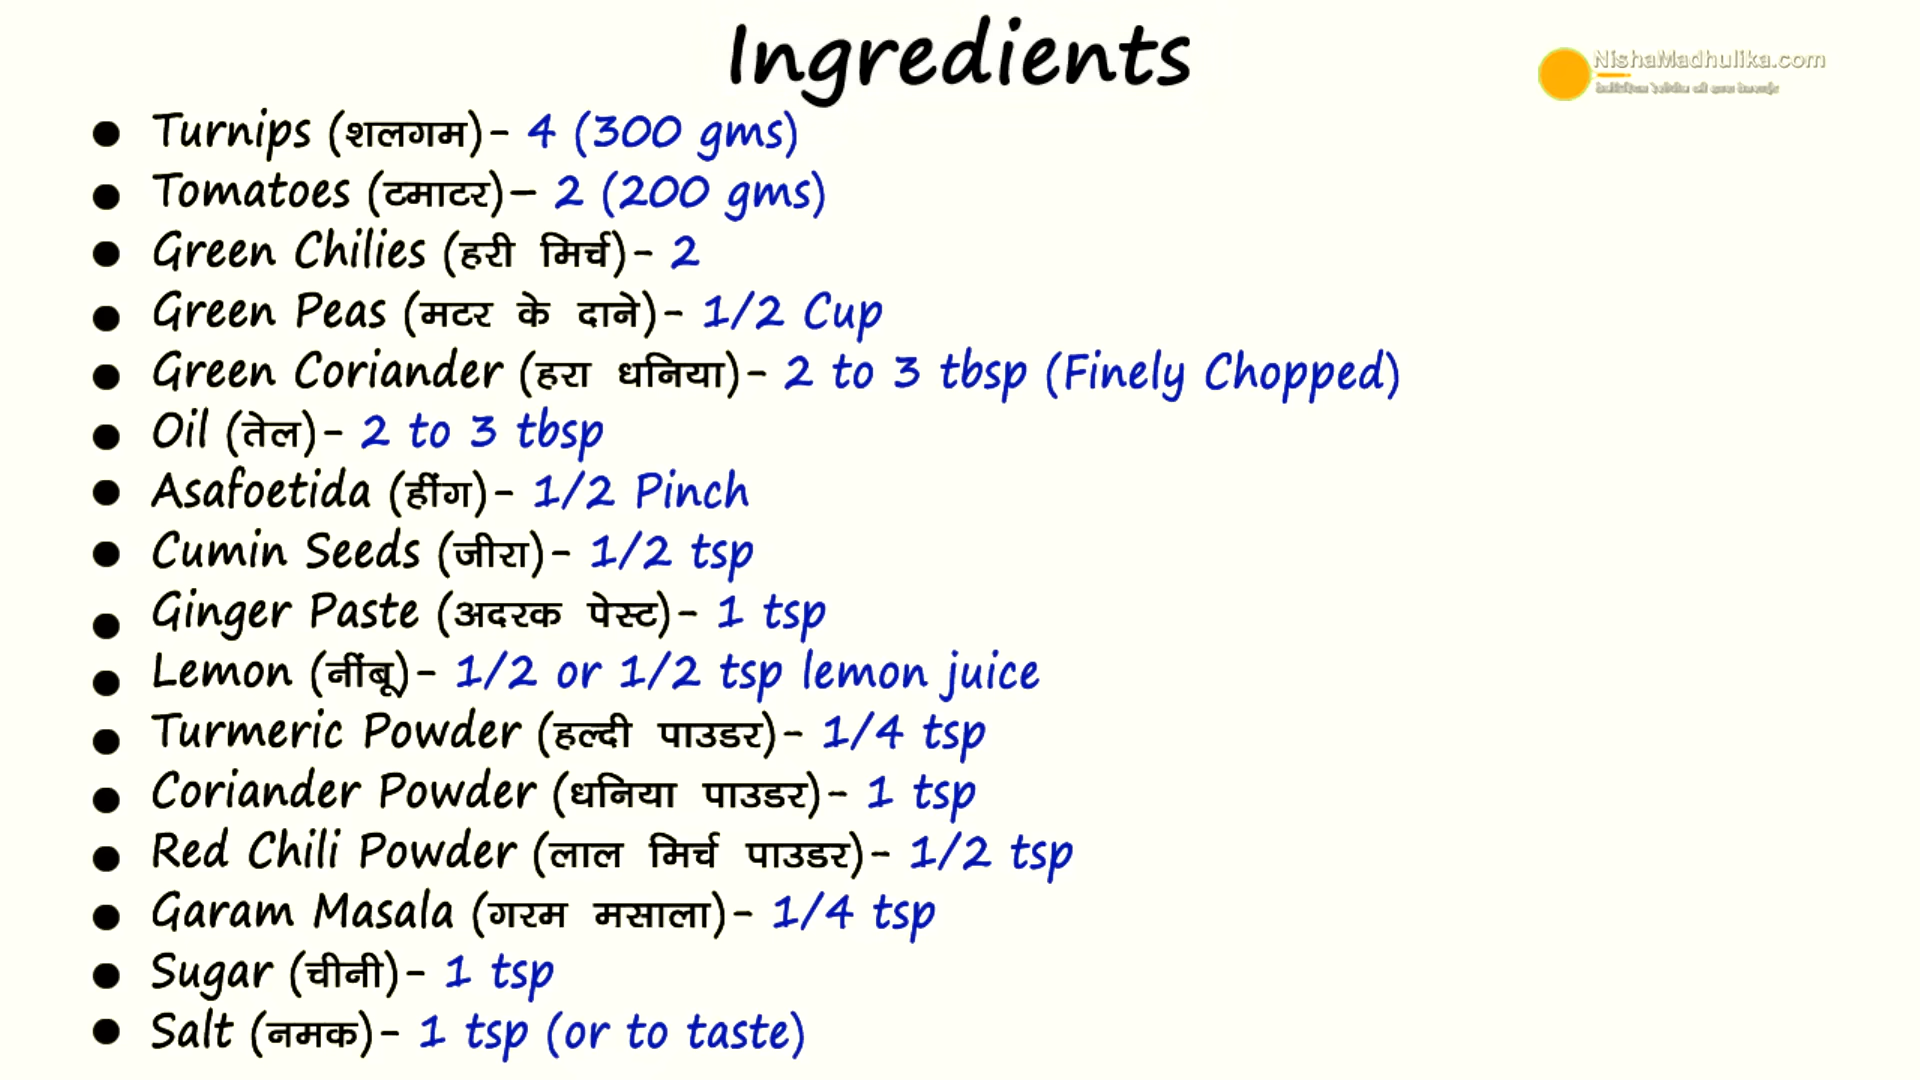 Ingredients
NishaMadhulika.com
● Turnips (शलगम)- 4 (300 gms)
● Tomatoes (टमाटर)– 2 (200 gms)
● Green Chilies (हरी मिर्च)- 2
● Green Peas (मटर के दाने)- 1/2 Cup
● Green Coriander (हरा धनिया)- 2 to 3 tbsp (Finely Chopped)
● Oil (तेल)- 2 to 3 tbsp
● Asafoetida (हींग)- 1/2 Pinch
● Cumin Seeds (जीरा)- 1/2 tsp
● Ginger Paste (अदरक पेस्ट)- 1 tsp
● Lemon (नींबू)- 1/2 or 1/2 tsp lemon juice
● Turmeric Powder (हल्दी पाउडर)- 1/4 tsp
● Coriander Powder (धनिया पाउडर)- 1 tsp
● Red Chili Powder (लाल मिर्च पाउडर)- 1/2 tsp
● Garam Masala (गरम मसाला)- 1/4 tsp
● Sugar (चीनी)- 1 tsp
● Salt (नमक)- 1 tsp (or to taste)